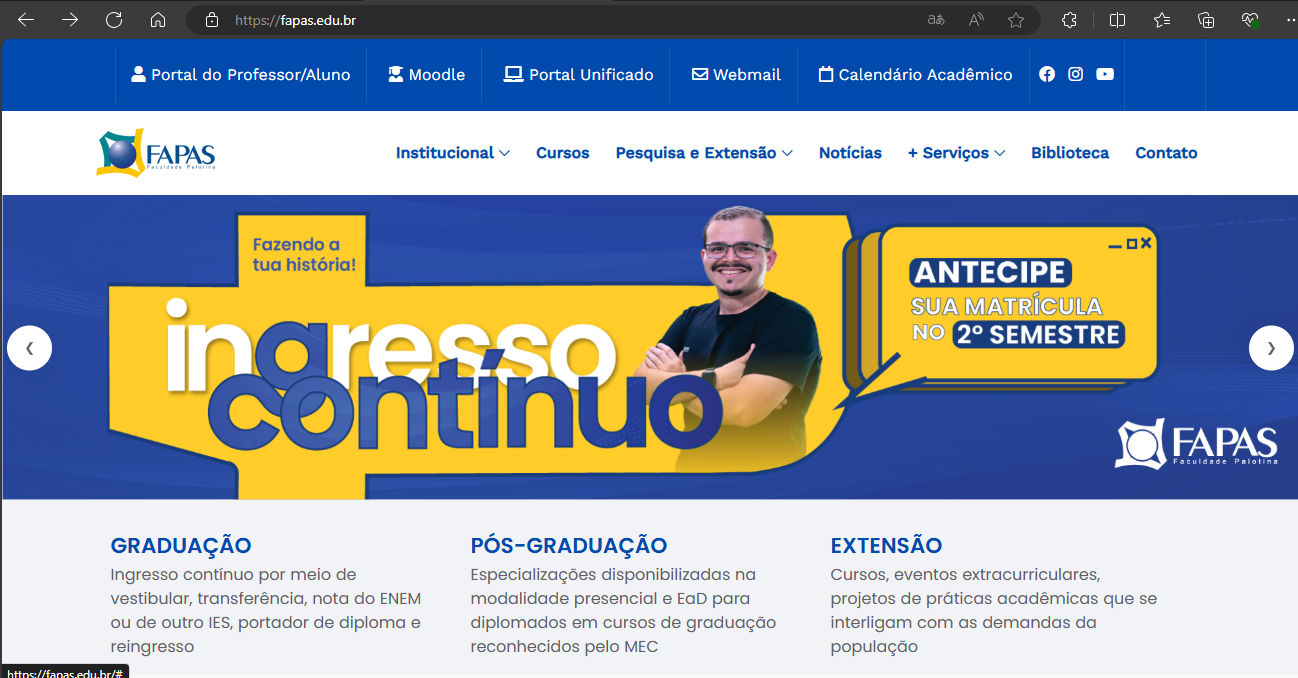 https://fapas.edu.br
Portal do Professor/Aluno
Moodle
Portal Unificado
Webmail
Calendário Acadêmico
FAPAS
Faculdade Palotina
Institucional
Cursos
Pesquisa e Extensão
Notícias
+ Serviços
Biblioteca
Contato
Fazendo a
tua história!
ingresso
contínuo
ANTECIPE
SUA MATRÍCULA
NO 2º SEMESTRE
FAPAS
Faculdade Palotina
GRADUAÇÃO
Ingresso contínuo por meio de
vestibular, transferência, nota do ENEM
ou de outro IES, portador de diploma e
reingresso
PÓS-GRADUAÇÃO
Especializações disponibilizadas na
modalidade presencial e EaD para
diplomados em cursos de graduação
reconhecidos pelo MEC
EXTENSÃO
Cursos, eventos extracurriculares,
projetos de práticas acadêmicas que se
interligam com as demandas da
população
https://fapas.edu.br/#